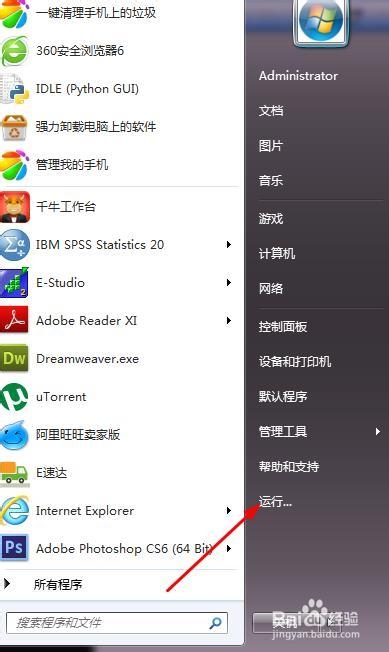 一键清理手机上的垃圾
360安全浏览器6
IDLE (Python GUI)
强力卸载电脑上的软件
管理我的手机
千牛工作台
IBM SPSS Statistics 20
E-Studio
Adobe Reader XI
Dw
Dreamweaver.exe
uTorrent
阿里旺旺卖家版
E速达
Internet Explorer
Ps
Adobe Photoshop CS6 (64 Bit)
所有程序
搜索程序和文件
Administrator
文档
图片
音乐
游戏
计算机
网络
控制面板
设备和打印机
默认程序
管理工具
帮助和支持
运行...
关机
Baidu经验
jingyan.baidu.com